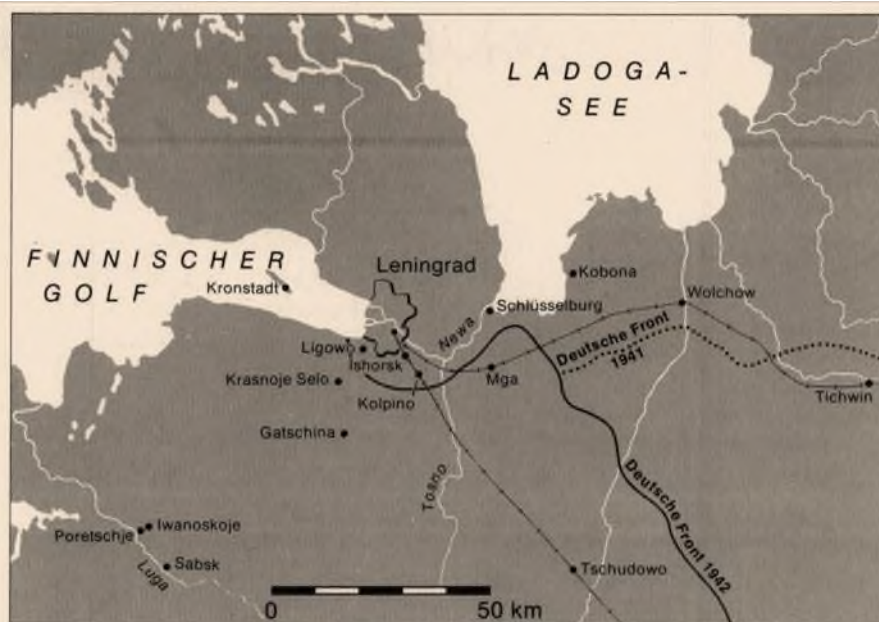 LADOGA-
SEE
FINNISCHER
GOLF
Kronstadt
Leningrad
Kobona
Newa
Schlüsselburg
Wolchow
Ligowo
Ishorsk
Deutsche Front
1941
Krasnoje Selo
Mga
Kolpino
Tichwin
Gatschina
Tosno
Deutsche Front 1942
Iwanoskoje
Poretschje
Sabsk
Luga
Tschudowo
0
50 km